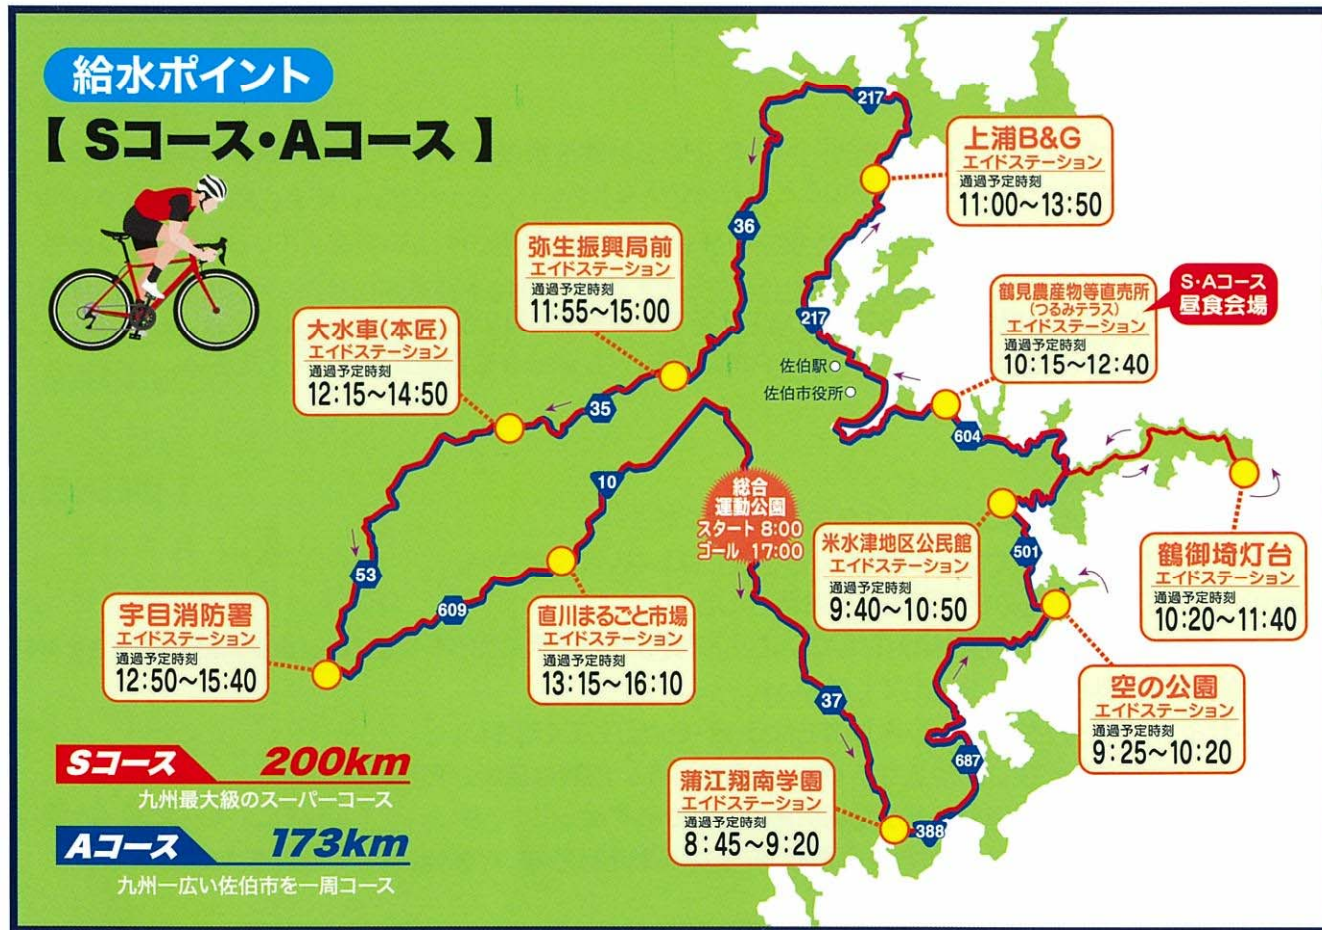 給水ポイント
【 Sコース・Aコース 】
217
上浦B&G
エイドステーション
通過予定時刻
11:00〜13:50
36
弥生振興局前
エイドステーション
通過予定時刻
11:55〜15:00
鶴見農産物等直売所
(つるみテラス)
エイドステーション
通過予定時刻
10:15〜12:40
S・Aコース
昼食会場
大水車(本匠)
エイドステーション
通過予定時刻
12:15〜14:50
217
佐伯駅
佐伯市役所
35
604
10
総合
運動公園
スタート 8:00
ゴール 17:00
米水津地区公民館
エイドステーション
通過予定時刻
9:40〜10:50
501
鶴御埼灯台
通過予定時刻
10:20〜11:40
53
609
宇目消防署
エイドステーション
通過予定時刻
12:50〜15:40
直川まるごと市場
エイドステーション
通過予定時刻
13:15〜16:10
37
空の公園
エイドステーション
通過予定時刻
9:25〜10:20
687
蒲江翔南学園
エイドステーション
通過予定時刻
8:45〜9:20
388
Sコース 200km
九州最大級のスーパーコース
Aコース 173km
九州一広い佐伯市を一周コース